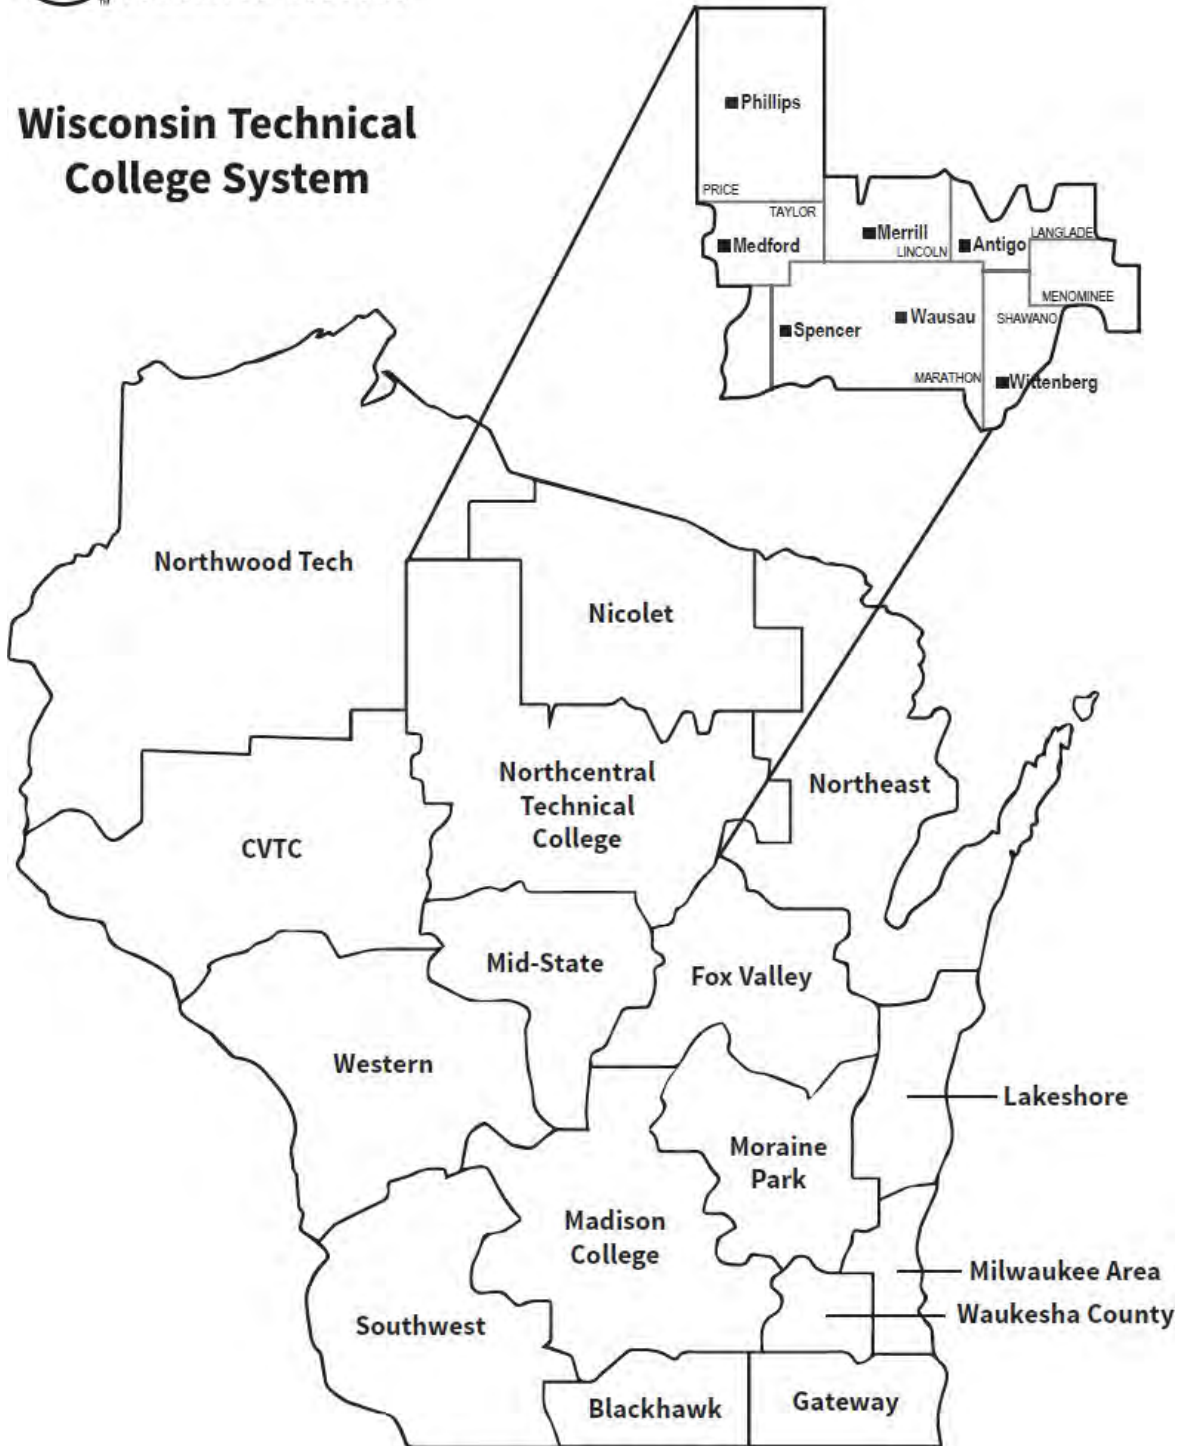 Wisconsin Technical
College System
Phillips
PRICE
TAYLOR
Medford
Merrill
LINCOLN
Antigo
LANGLADE
MENOMINEE
Spencer
Wausau
SHAWANO
MARATHON
Wittenberg
Northwood Tech
Nicolet
Northcentral
Technical
College
Northeast
CVTC
Mid-State
Fox Valley
Western
Lakeshore
Moraine
Park
Madison
College
Milwaukee Area
Waukesha County
Southwest
Blackhawk
Gateway